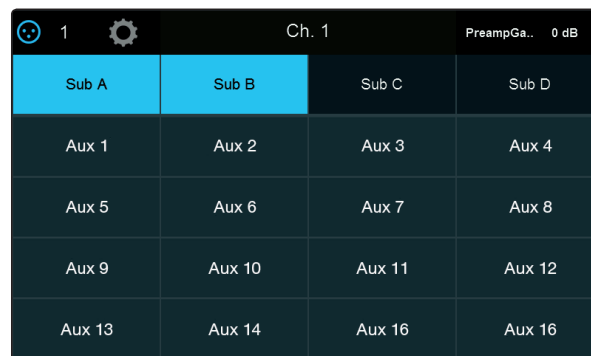 1 Ch. 1 PreampGa.. 0 dB
Sub A Sub B Sub C Sub D
Aux 1 Aux 2 Aux 3 Aux 4
Aux 5 Aux 6 Aux 7 Aux 8
Aux 9 Aux 10 Aux 11 Aux 12
Aux 13 Aux 14 Aux 16 Aux 16